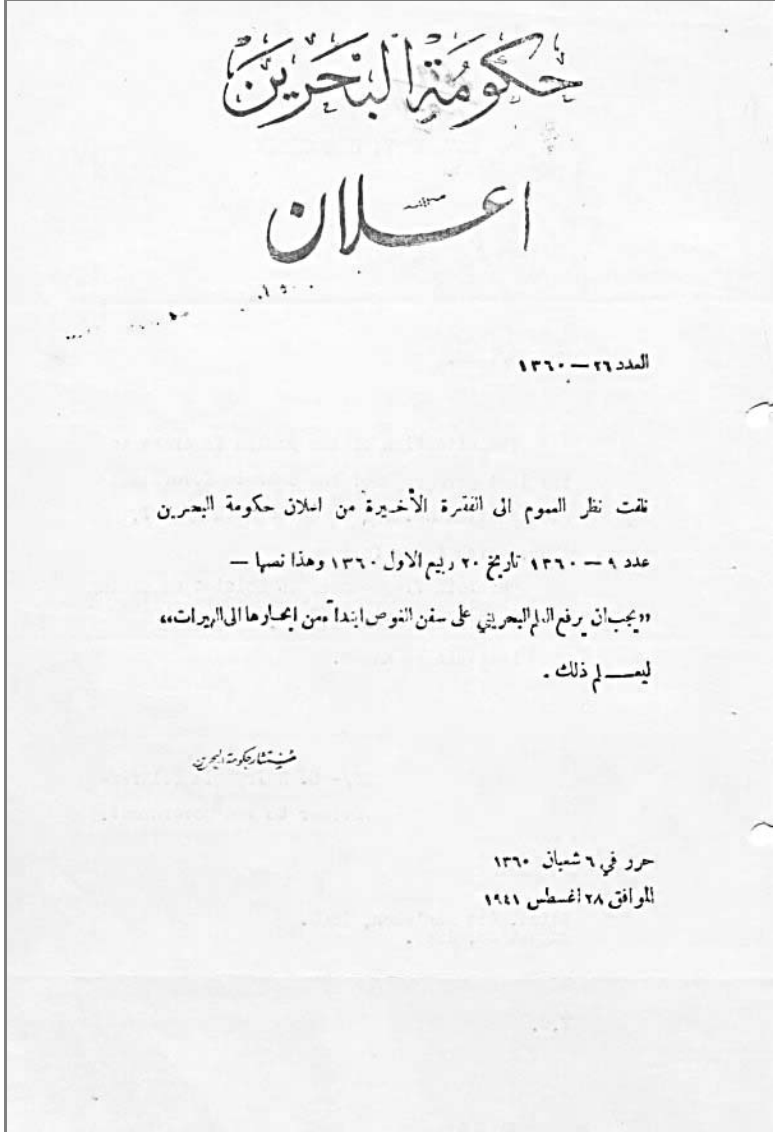 حكومة البحرين
اعلان
العدد ٢٦ — ١٣٦٠
نلفت نظر العموم الى الفقرة الأخيرة من اعلان حكومة البحرين
عدد ٩ — ١٣٦٠ تاريخ ٢٠ ربيع الاول ١٣٦٠ وهذا نصها —
«يجب ان يرفع العلم البحريني على سفن الغوص ابتداءً من ابحارها الى الهيرات»
ليعـــلم ذلك .
مستشار حكومة البحرين
حرر في ٦ شعبان ١٣٦٠
الموافق ٢٨ اغسطس ١٩٤١